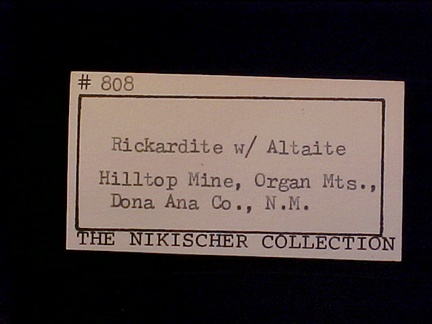 # 808
Rickardite w/ Altaite
Hilltop Mine, Organ Mts.,
Dona Ana Co., N.M.
THE NIKISCHER COLLECTION